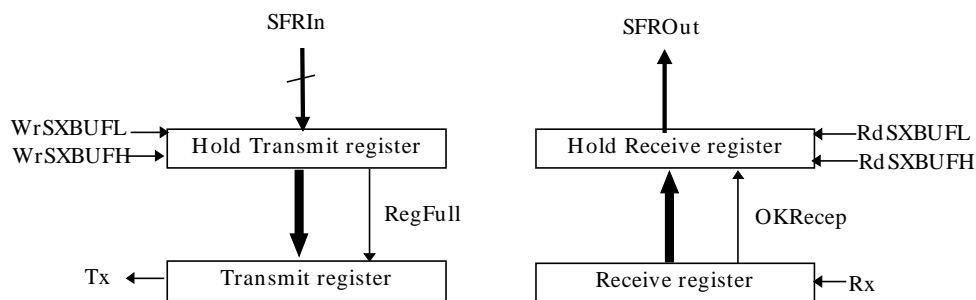 SFRIn
SFROut
WrSXBUFL
WrSXBUFH
Hold Transmit register
Hold Receive register
RdSXBUFL
RdSXBUFH
RegFull
OKRecep
Tx
Transmit register
Receive register
Rx